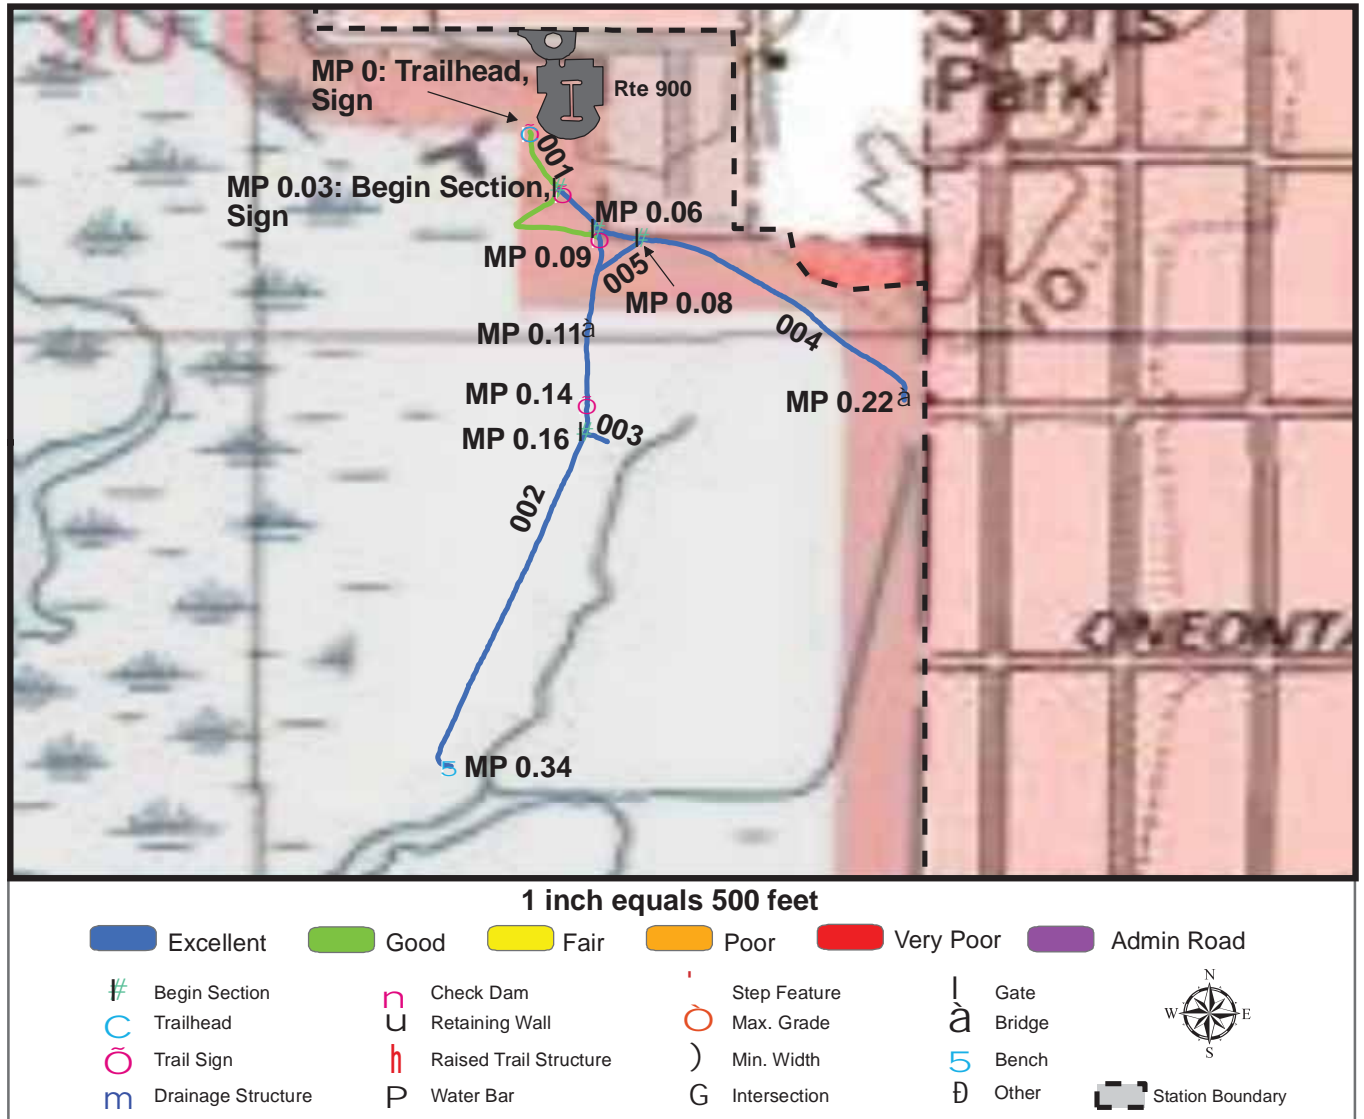 Sports
Park
MP 0: Trailhead,
Sign
Rte 900
001
MP 0.03: Begin Section,
Sign
MP 0.06
MP 0.09
005
MP 0.08
10
MP 0.11
à
004
MP 0.14
MP 0.22
à
MP 0.16
003
002
ONEONTA
5
MP 0.34
1 inch equals 500 feet
Excellent
Good
Fair
Poor
Very Poor
Admin Road
# Begin Section
n Check Dam
' Step Feature
I Gate
C Trailhead
u Retaining Wall
Ò Max. Grade
à Bridge
Õ Trail Sign
h Raised Trail Structure
) Min. Width
5 Bench
m Drainage Structure
P Water Bar
G Intersection
Ð Other
Station Boundary
N
W E
S